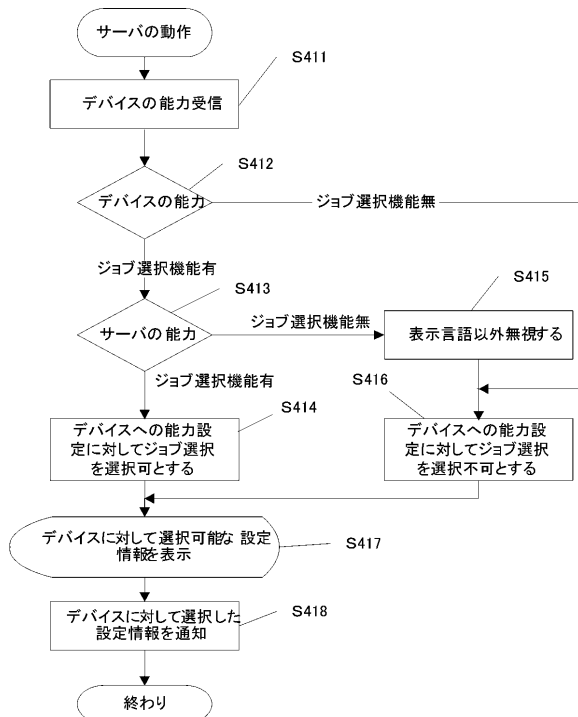 サーバの動作
S411
デバイスの能力受信
S412
デバイスの能力
ジョブ選択機能無
ジョブ選択機能有
S413
サーバの能力
ジョブ選択機能無
S415
表示言語以外無視する
ジョブ選択機能有
S414
デバイスへの能力設
定に対してジョブ選択
を選択可とする
S416
デバイスへの能力設
定に対してジョブ選択
を選択不可とする
デバイスに対して選択可能な 設定
情報を表示
S417
デバイスに対して選択した
設定情報を通知
S418
終わり